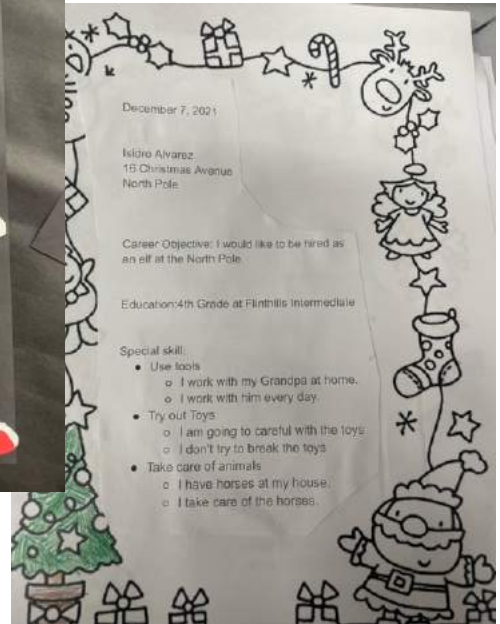 December 7, 2021
Isidro Alvarez
16 Christmas Avenue
North Pole
Career Objective: I would like to be hired as
an elf at the North Pole
Education:4th Grade at Flinthills Intermediate
Special skill:
● Use tools
○ I work with my Grandpa at home.
○ I work with him every day.
● Try out Toys
○ I am going to careful with the toys
○ I don't try to break the toys
● Take care of animals
○ I have horses at my house.
○ I take care of the horses.